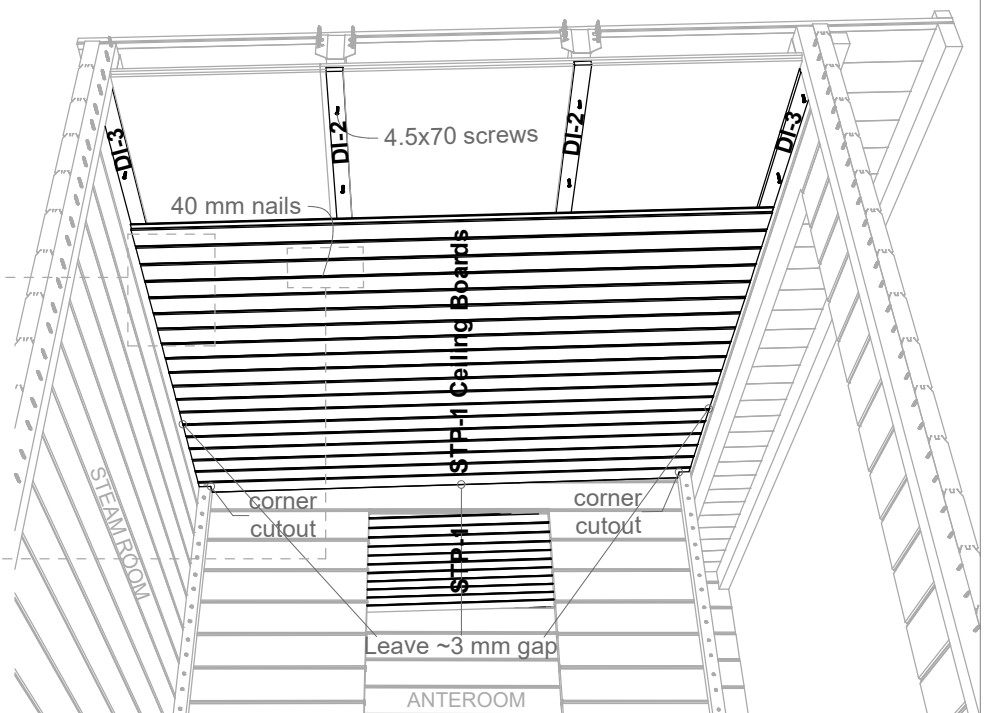 DI-3
DI-2
DI-2
DI-3
4.5x70 screws
40 mm nails
STP-1 Ceiling Boards
STEAM ROOM
corner
cutout
corner
cutout
STP-1
Leave ~3 mm gap
ANTEROOM